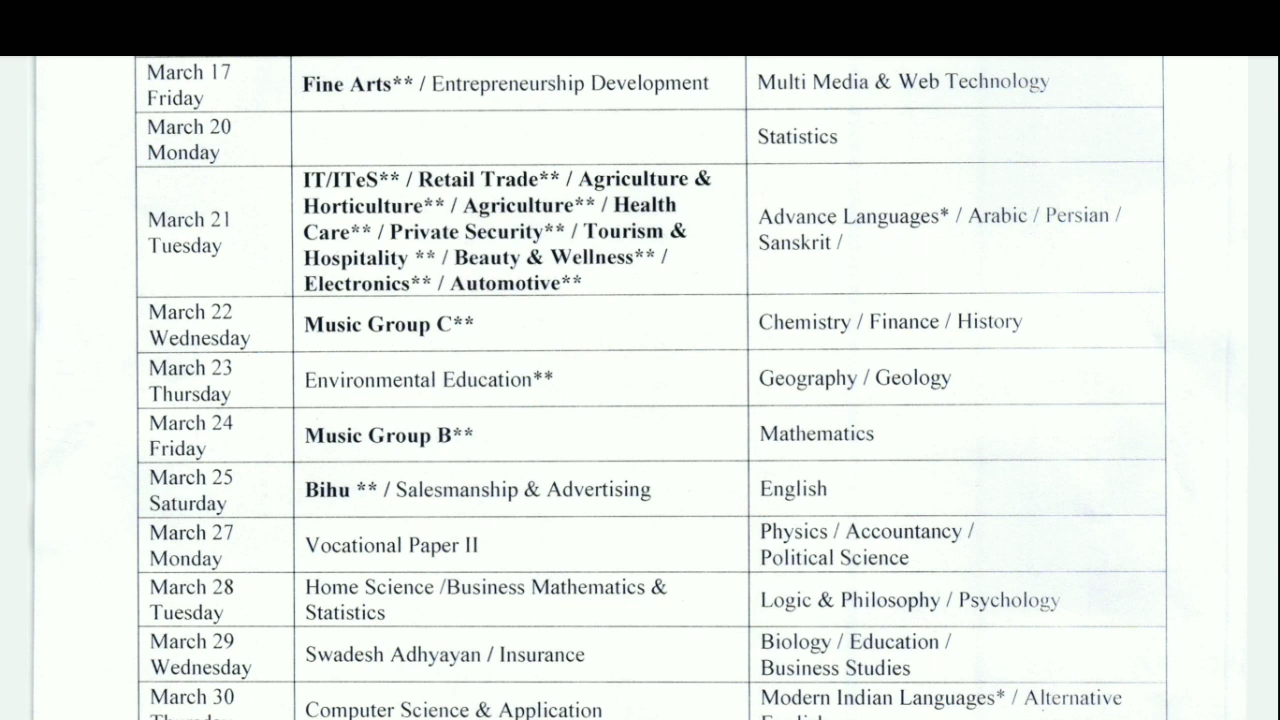 March 17
Friday
Fine Arts** / Entrepreneurship Development
Multi Media & Web Technology
March 20
Monday
Statistics
March 21
Tuesday
IT/ITeS** / Retail Trade** / Agriculture &
Horticulture** / Agriculture** / Health
Care** / Private Security** / Tourism &
Hospitality ** / Beauty & Wellness** /
Electronics** / Automotive**
Advance Languages* / Arabic / Persian /
Sanskrit /
March 22
Wednesday
Music Group C**
Chemistry / Finance / History
March 23
Thursday
Environmental Education**
Geography / Geology
March 24
Friday
Music Group B**
Mathematics
March 25
Saturday
Bihu ** / Salesmanship & Advertising
English
March 27
Monday
Vocational Paper II
Physics / Accountancy /
Political Science
March 28
Tuesday
Home Science /Business Mathematics &
Statistics
Logic & Philosophy / Psychology
March 29
Wednesday
Swadesh Adhyayan / Insurance
Biology / Education /
Business Studies
March 30
Computer Science & Application
Modern Indian Languages* / Alternative